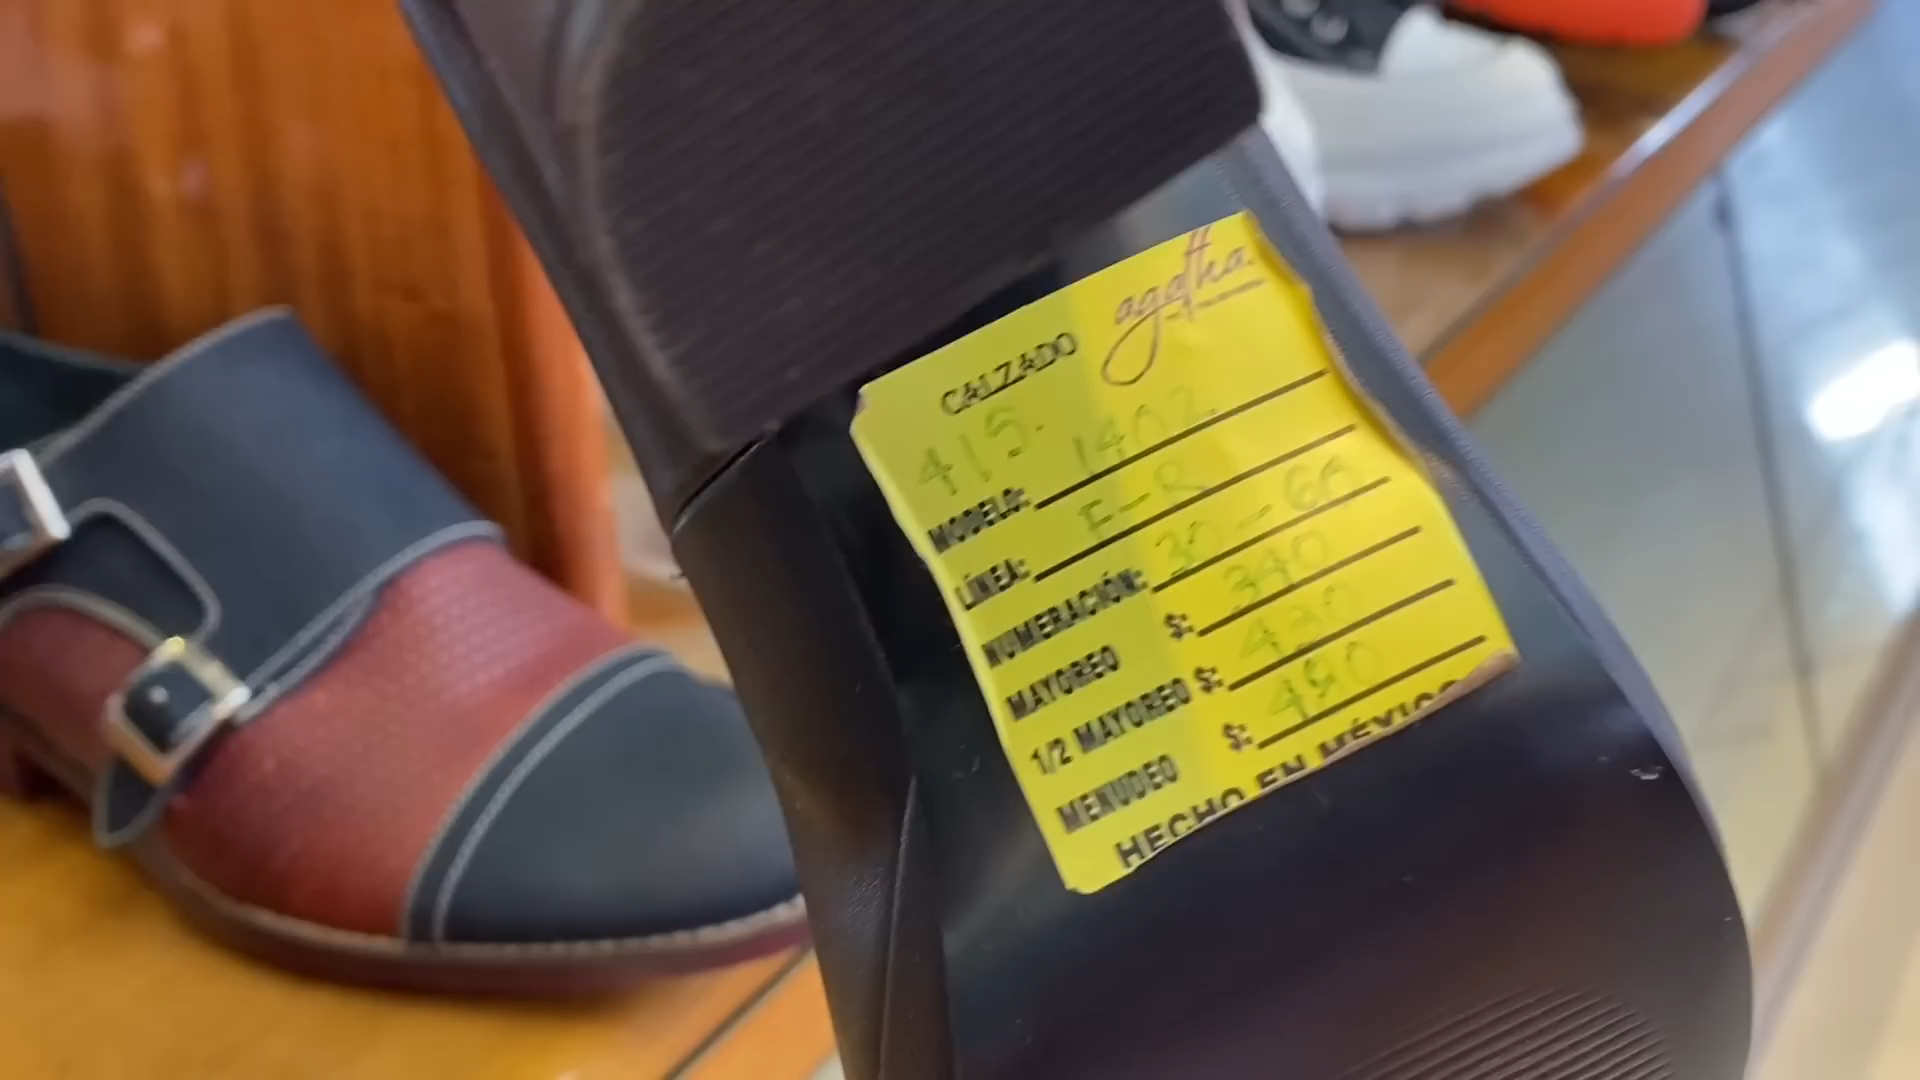 CALZADO agatha.
415.
MODELO: 1402.
LÍNEA: F-R
NUMERACIÓN: 30-60
MAYOREO $: 340
1/2 MAYOREO $: 420
MENUDEO $: 490
HECHO EN MÉXICO